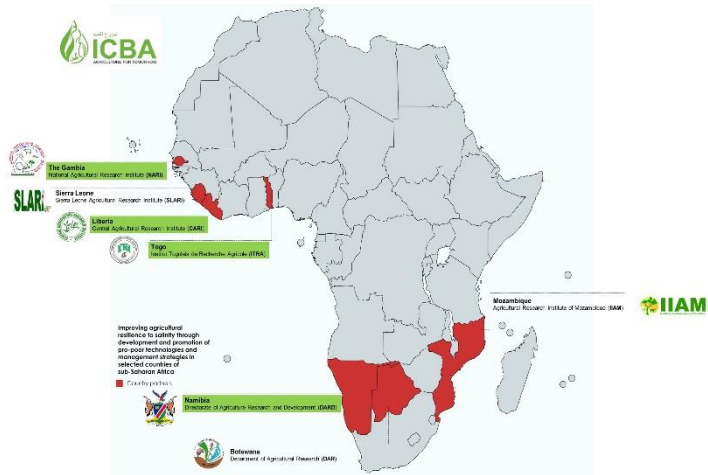 ICBA
AGRICULTURE FOR TOMORROW
The Gambia
National Agricultural Research Institute (NARI)
SLARI
Sierra Leone
Sierra Leone Agricultural Research Institute (SLARI)
Liberia
Central Agricultural Research Institute (CARI)
Togo
Institut Togolais de Recherche Agricole (ITRA)
Mozambique
Agricultural Research Institute of Mozambique (IIAM)
IIAM
Improving agricultural
resilience to salinity through
development and promotion of
pro-poor technologies and
management strategies in
selected countries of
sub-Saharan Africa
Country partners
Namibia
Directorate of Agriculture Research and Development (DARD)
Botswana
Department of Agricultural Research (DAR)